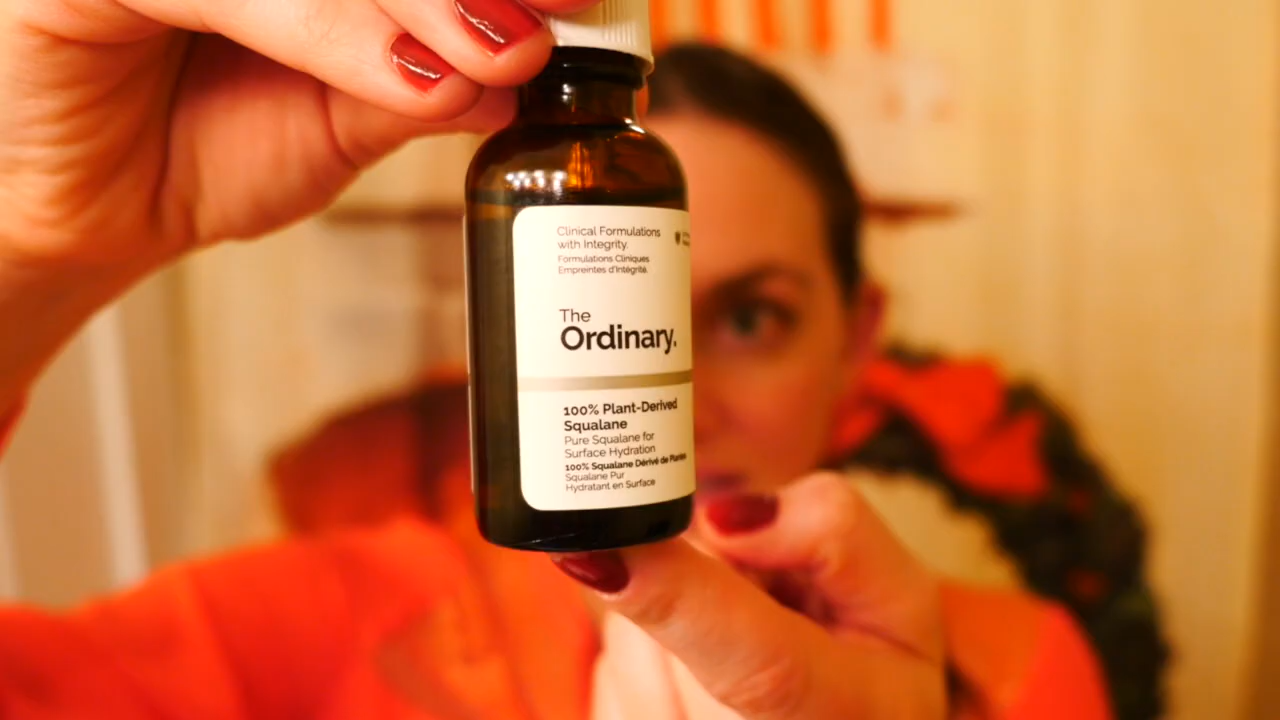 Clinical Formulations
with Integrity.
Formulations Cliniques
Empreintes d'Intégrité.
The
Ordinary.
100% Plant-Derived
Squalane
Pure Squalane for
Surface Hydration
100% Squalane Dérivé de Plantes
Squalane Pur
Hydratant en Surface